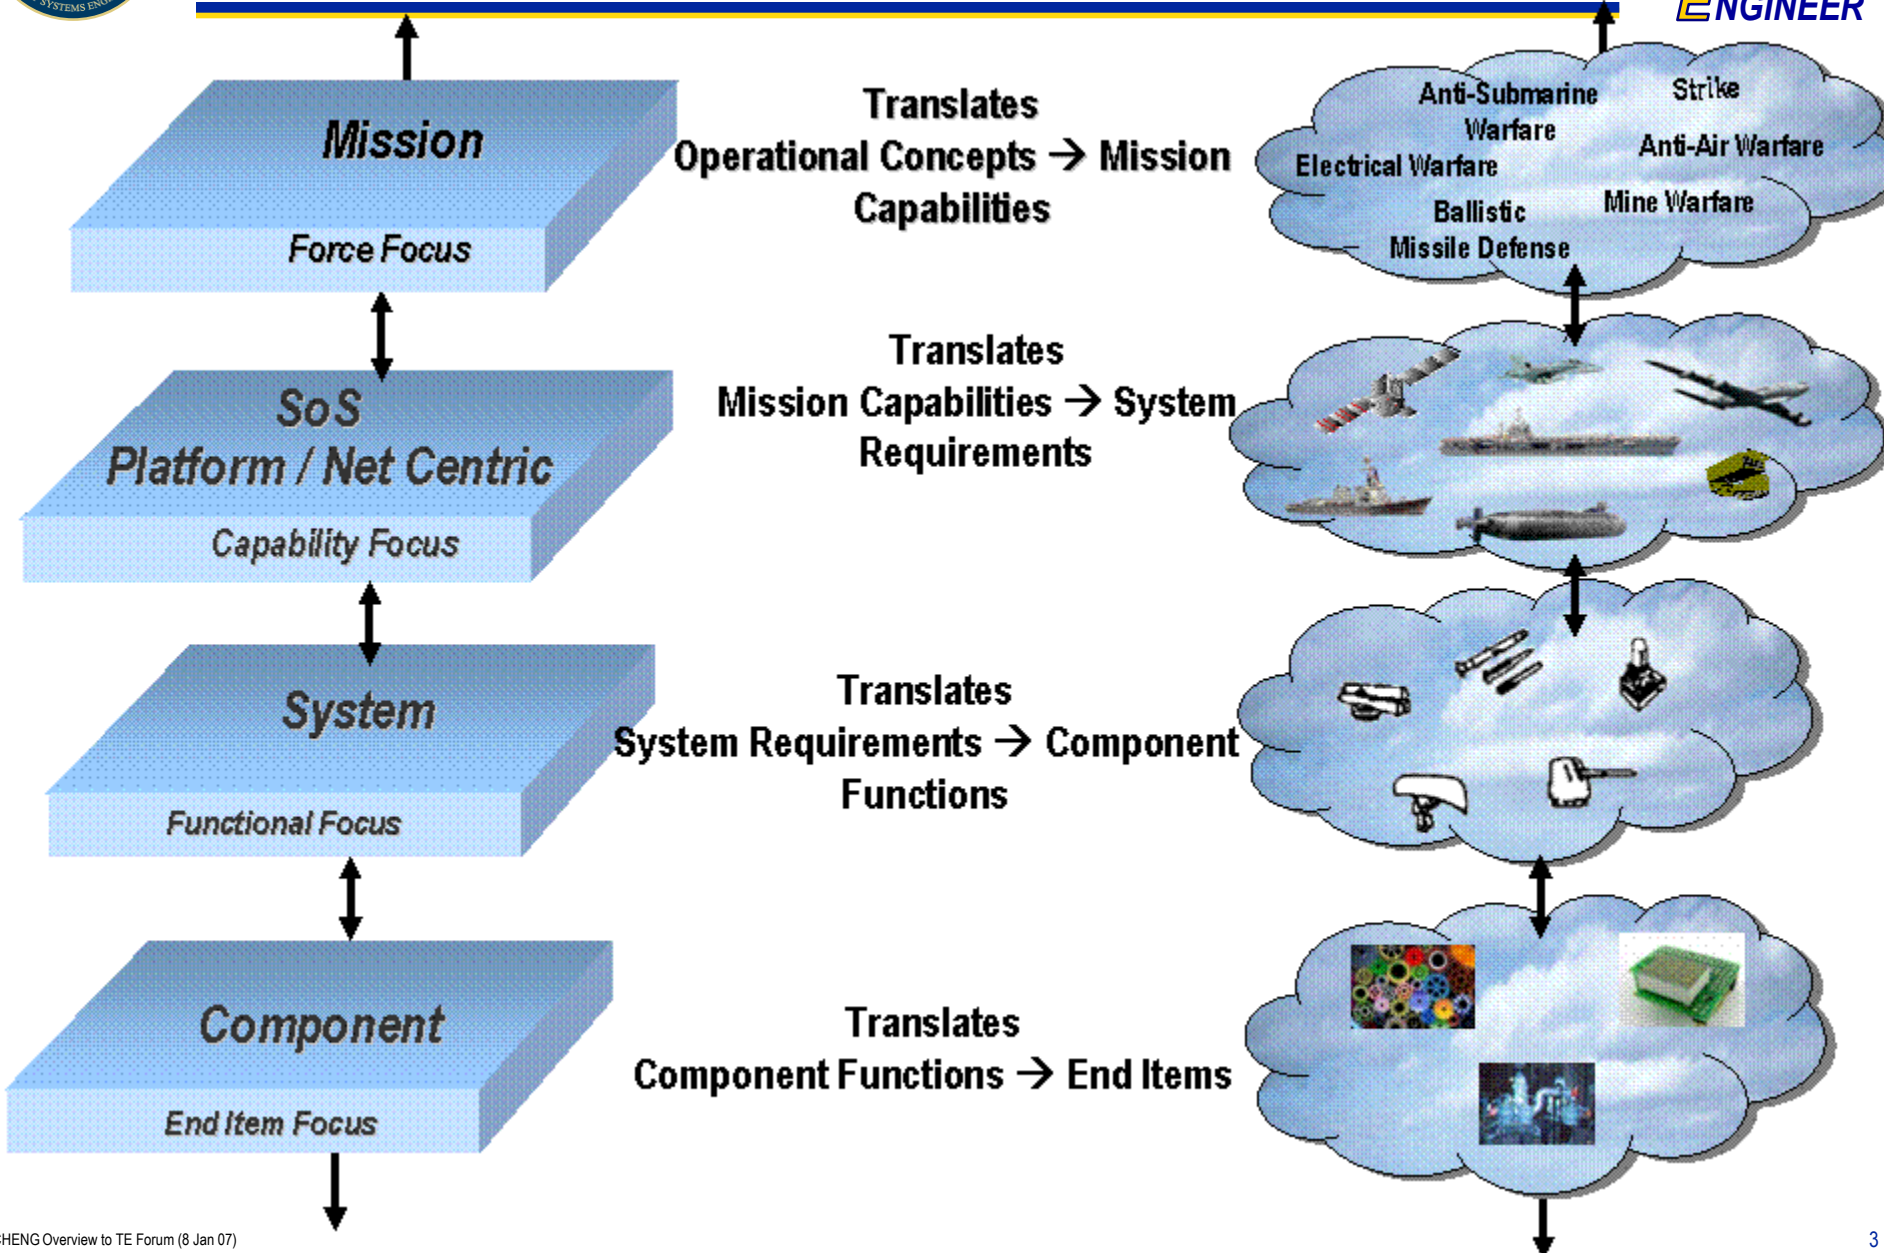 SYSTEMS ENG
ENGINEER
Mission
Force Focus
Translates
Operational Concepts → Mission
Capabilities
Anti-Submarine
Warfare
Strike
Electrical Warfare
Anti-Air Warfare
Ballistic
Missile Defense
Mine Warfare
SoS
Platform / Net Centric
Capability Focus
Translates
Mission Capabilities → System
Requirements
System
Functional Focus
Translates
System Requirements → Component
Functions
Component
End Item Focus
Translates
Component Functions → End Items
CHENG Overview to TE Forum (8 Jan 07)
3